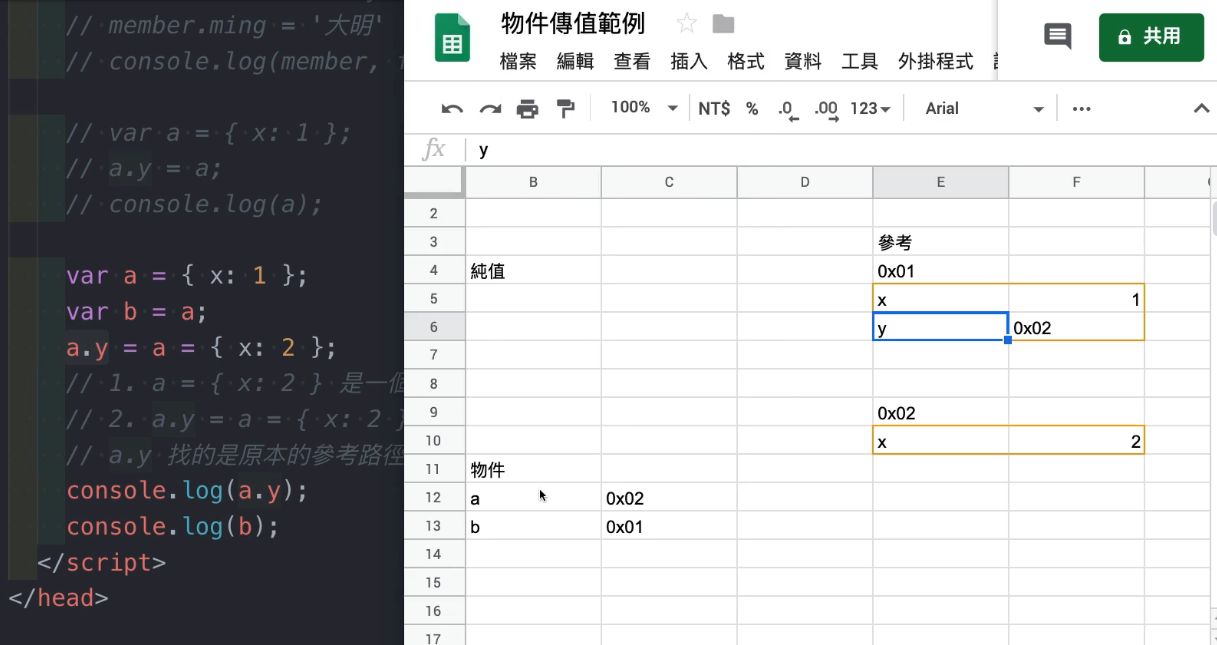 // member.ming = '大明'
// console.log(member,
// var a = { x: 1 };
// a.y = a;
// console.log(a);
var a = { x: 1 };
var b = a;
a.y = a = { x: 2 };
// 1. a = { x: 2 } 是一個
// 2. a.y = a = { x: 2 }
// a.y 找的是原本的參考路徑
console.log(a.y);
console.log(b);
</script>
</head>
物件傳值範例
共用
檔案 編輯 查看 插入 格式 資料 工具 外掛程式
100% NT$ % .0 .00 123 Arial
fx y
B C D E F
2
3 參考
4 純值 0x01
5 x 1
6 y 0x02
7
8
9 0x02
10 x 2
11 物件
12 a 0x02
13 b 0x01
14
15
16
17